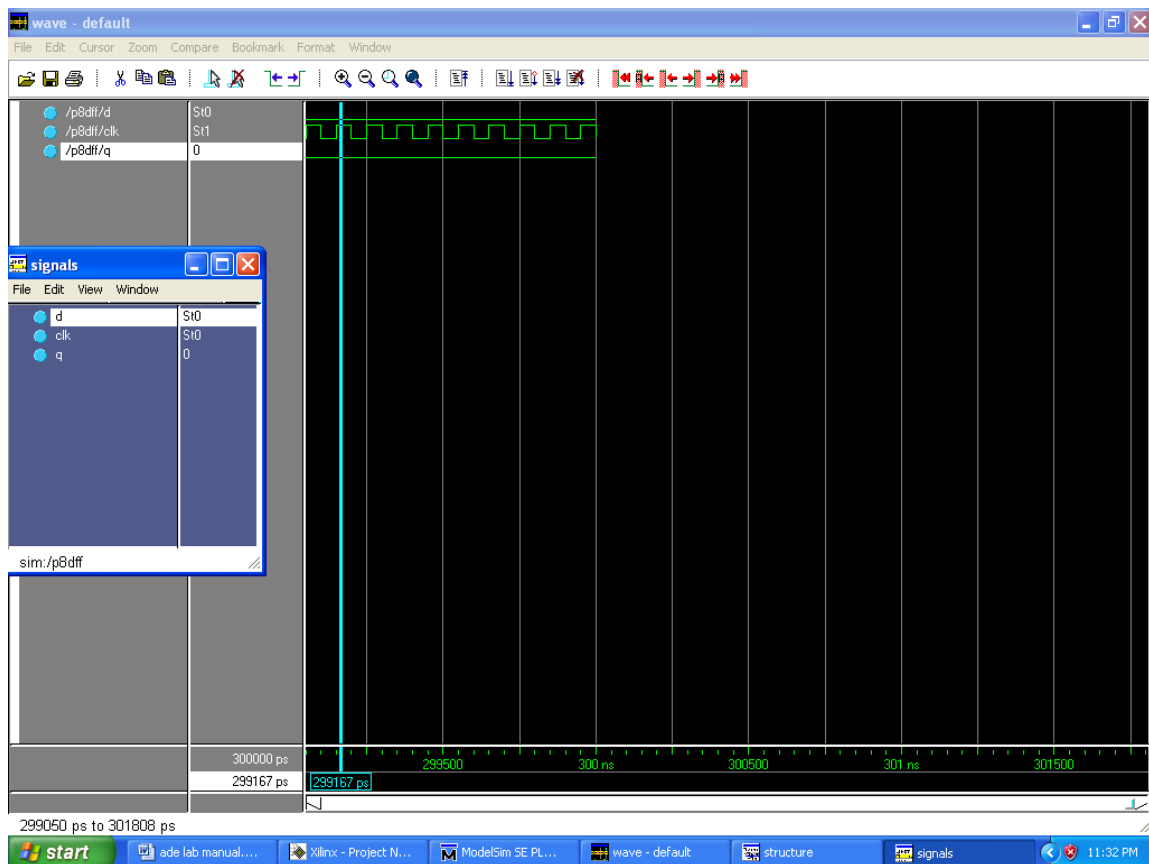 wave - default
File Edit Cursor Zoom Compare Bookmark Format Window
/p8dff/d St0
/p8dff/clk St1
/p8dff/q 0
signals
File Edit View Window
d St0
clk St0
q 0
sim:/p8dff
300000 ps
299500 300 ns 300500 301 ns 301500
299167 ps 299167 ps
299050 ps to 301808 ps
start ade lab manual.... Xilinx - Project N... ModelSim SE PL... wave - default structure signals 11:32 PM